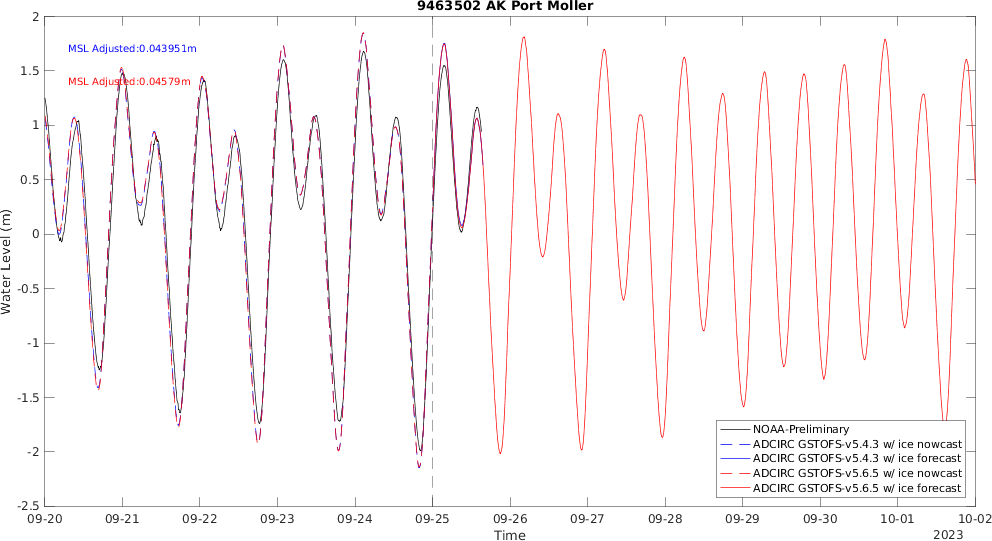 9463502 AK Port Moller
MSL Adjusted:0.043951m
MSL Adjusted:0.04579m
Water Level (m)
2
1.5
1
0.5
0
-0.5
-1
-1.5
-2
-2.5
NOAA-Preliminary
ADCIRC GSTOFS-v5.4.3 w/ ice nowcast
ADCIRC GSTOFS-v5.4.3 w/ ice forecast
ADCIRC GSTOFS-v5.6.5 w/ ice nowcast
ADCIRC GSTOFS-v5.6.5 w/ ice forecast
09-20 09-21 09-22 09-23 09-24 09-25 09-26 09-27 09-28 09-29 09-30 10-01 10-02
Time
2023